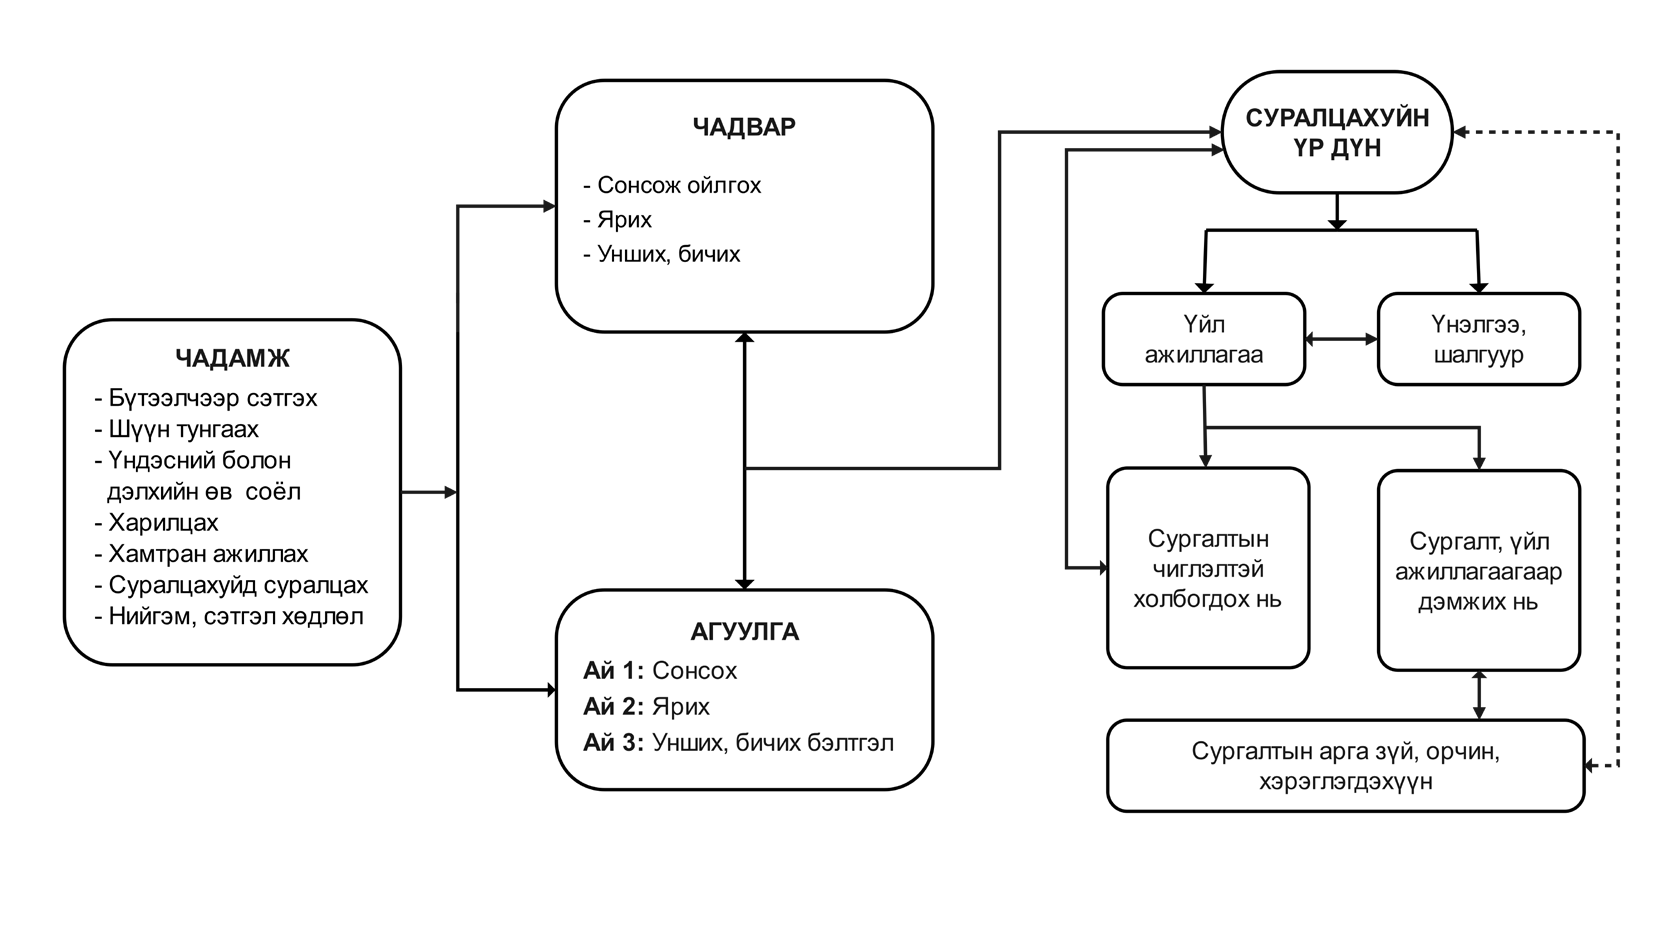 ЧАДАМЖ
- Бүтээлчээр сэтгэх
- Шүүн тунгаах
- Үндэсний болон
дэлхийн өв соёл
- Харилцах
- Хамтран ажиллах
- Суралцахуйд суралцах
- Нийгэм, сэтгэл хөдлөл
ЧАДВАР
- Сонсож ойлгох
- Ярих
- Унших, бичих
АГУУЛГА
Ай 1: Сонсох
Ай 2: Ярих
Ай 3: Унших, бичих бэлтгэл
СУРАЛЦАХУЙН
ҮР ДҮН
Үйл
ажиллагаа
Үнэлгээ,
шалгуур
Сургалтын
чиглэлтэй
холбогдох нь
Сургалт, үйл
ажиллагаагаар
дэмжих нь
Сургалтын арга зүй, орчин,
хэрэглэгдэхүүн